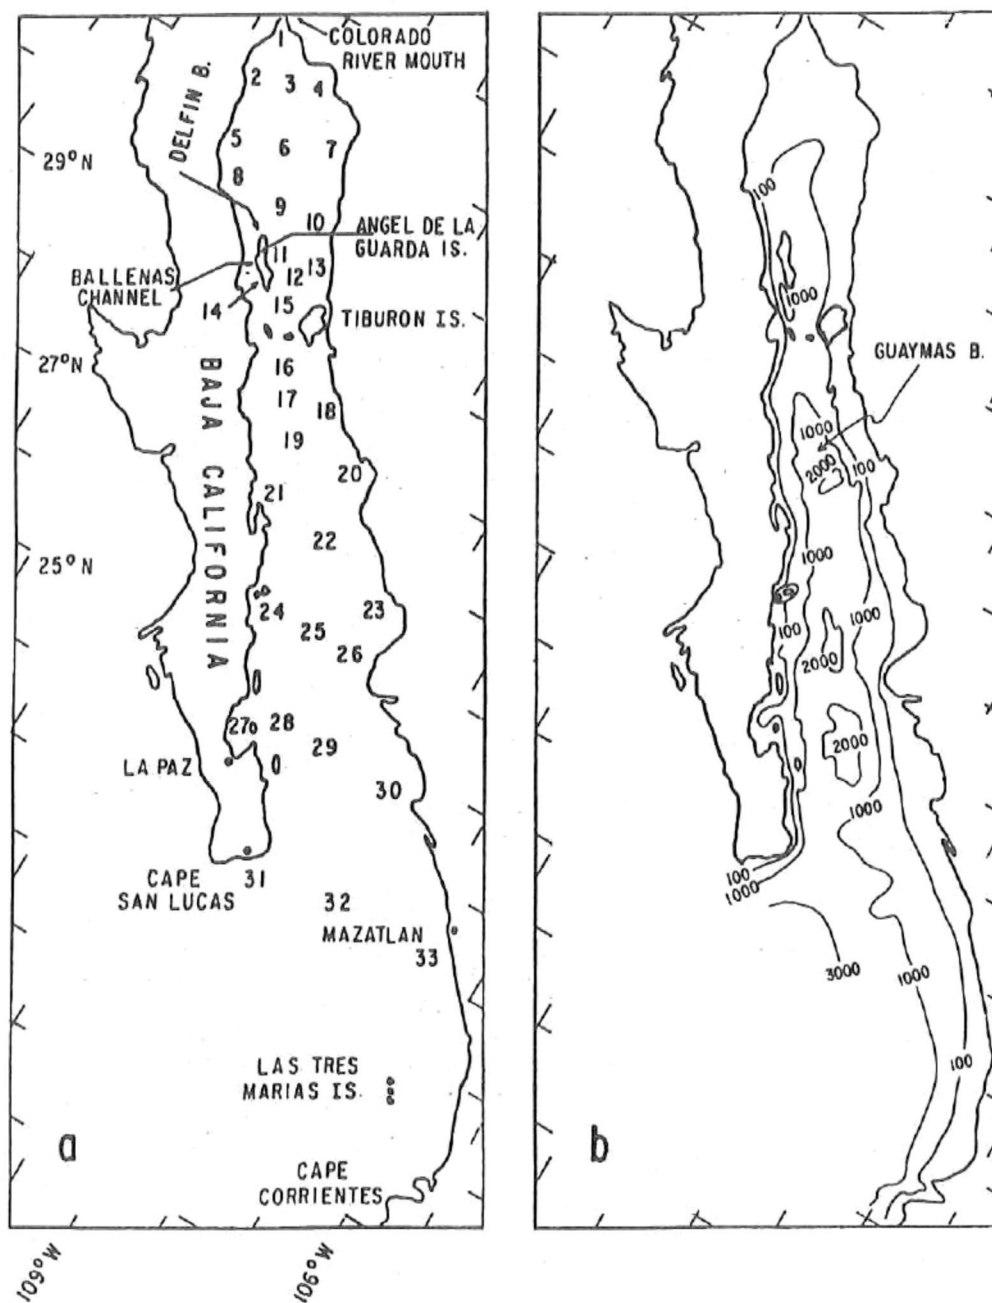 COLORADO
RIVER MOUTH
1
2
3
4
DELFIN B.
5
6
7
29°N
8
9
10
ANGEL DE LA
GUARDA IS.
11
12
13
BALLENAS
CHANNEL
14
15
TIBURON IS.
27°N
16
17
18
BAJA CALIFORNIA
19
20
21
22
25°N
23
24
25
26
27
28
29
LA PAZ
30
CAPE
SAN LUCAS
31
32
MAZATLAN
33
LAS TRES
MARIAS IS.
a
CAPE
CORRIENTES
109°W
106°W
100
1000
GUAYMAS B.
1000
2000
100
1000
100
1000
2000
2000
1000
100
1000
3000
1000
100
b